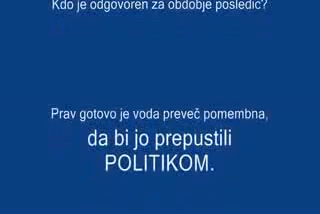 Kdo je odgovoren za obdobje posledic?
Prav gotovo je voda preveč pomembna,
da bi jo prepustili
POLITIKOM.